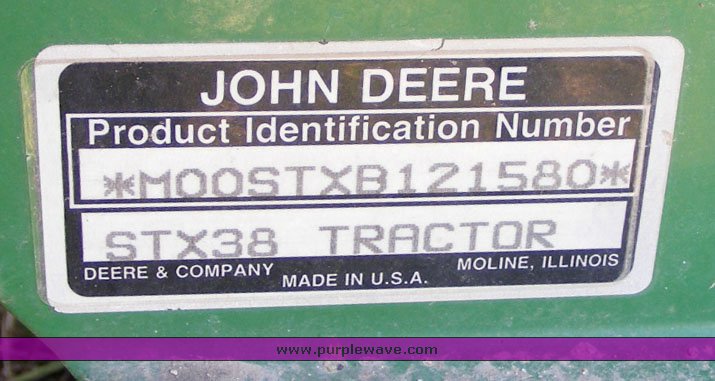 JOHN DEERE
Product Identification Number
*M00STXB121580*
STX38 TRACTOR
DEERE & COMPANY MADE IN U.S.A. MOLINE, ILLINOIS
www.purplewave.com